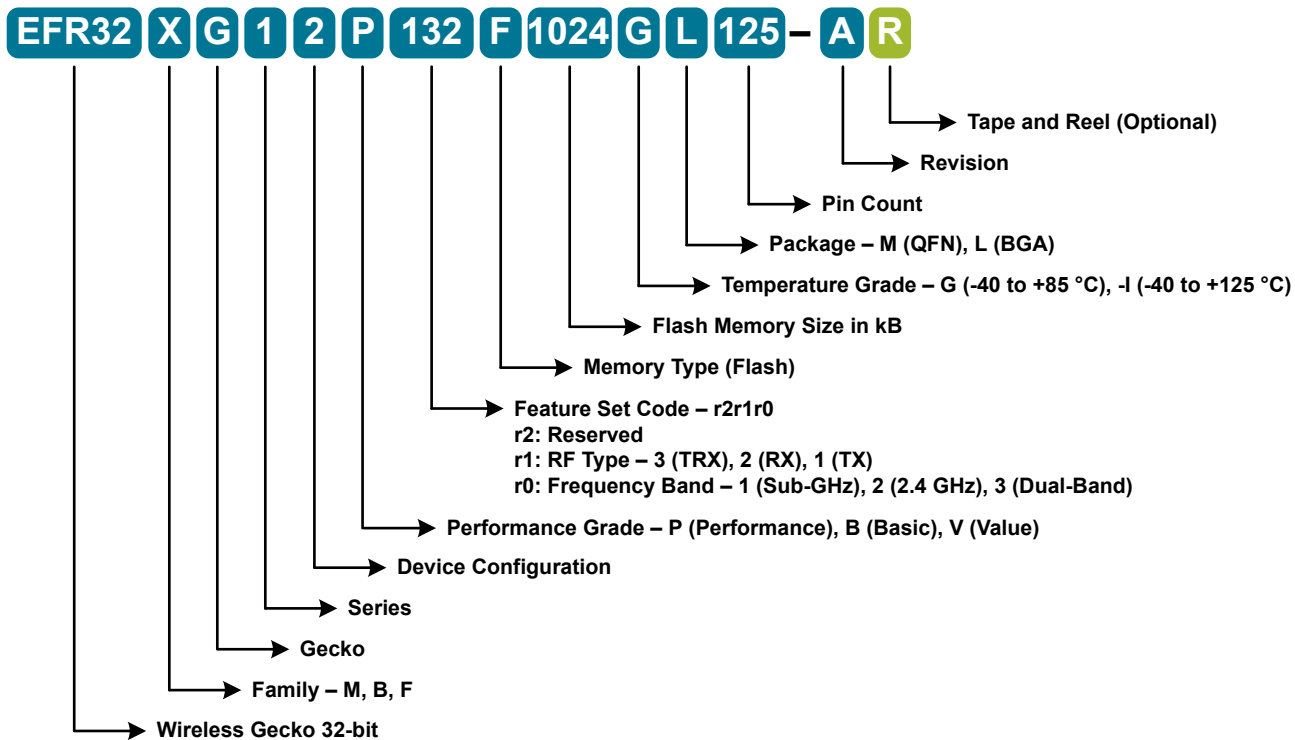 EFR32 X G 1 2 P 132 F 1024 G L 125 – A R
Tape and Reel (Optional)
Revision
Pin Count
Package – M (QFN), L (BGA)
Temperature Grade – G (-40 to +85 °C), -I (-40 to +125 °C)
Flash Memory Size in kB
Memory Type (Flash)
Feature Set Code – r2r1r0
r2: Reserved
r1: RF Type – 3 (TRX), 2 (RX), 1 (TX)
r0: Frequency Band – 1 (Sub-GHz), 2 (2.4 GHz), 3 (Dual-Band)
Performance Grade – P (Performance), B (Basic), V (Value)
Device Configuration
Series
Gecko
Family – M, B, F
Wireless Gecko 32-bit